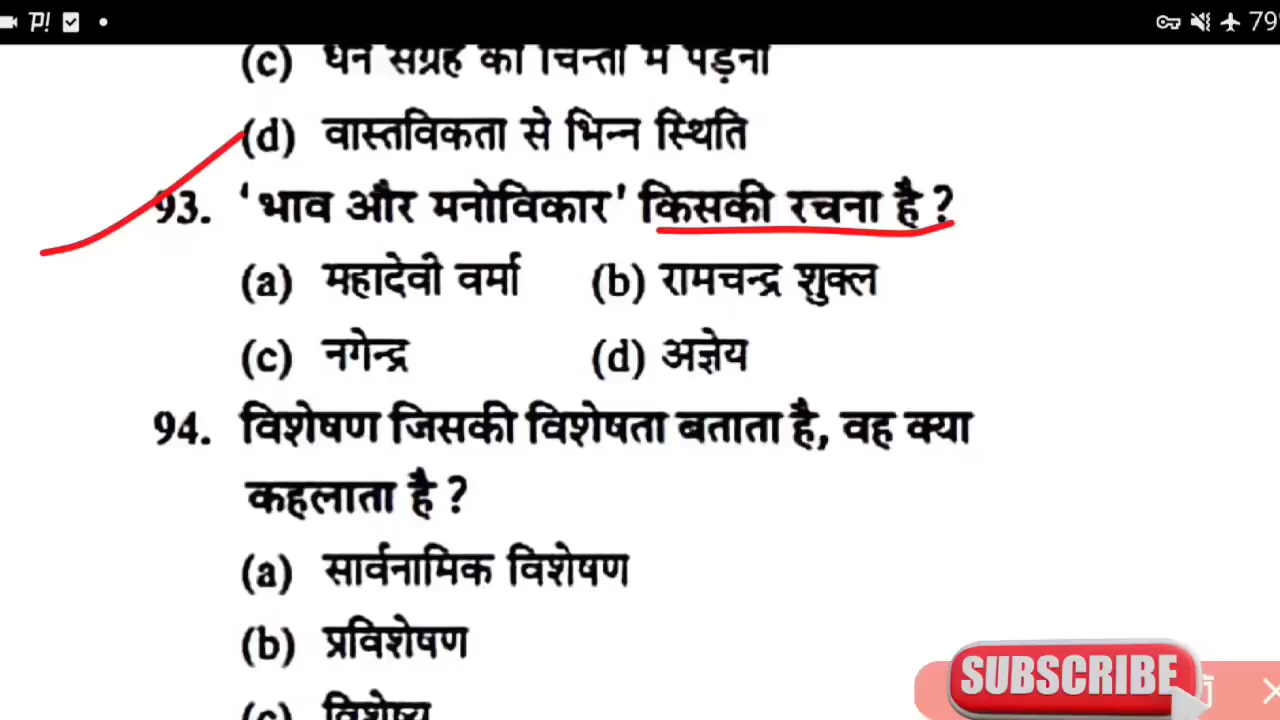 79
(c) धन संग्रह की चिन्ता में पड़ना
(d) वास्तविकता से भिन्न स्थिति
93. 'भाव और मनोविकार' किसकी रचना है ?
(a) महादेवी वर्मा (b) रामचन्द्र शुक्ल
(c) नगेन्द्र (d) अज्ञेय
94. विशेषण जिसकी विशेषता बताता है, वह क्या
कहलाता है ?
(a) सार्वनामिक विशेषण
(b) प्रविशेषण
(c) विशेष्य
SUBSCRIBE